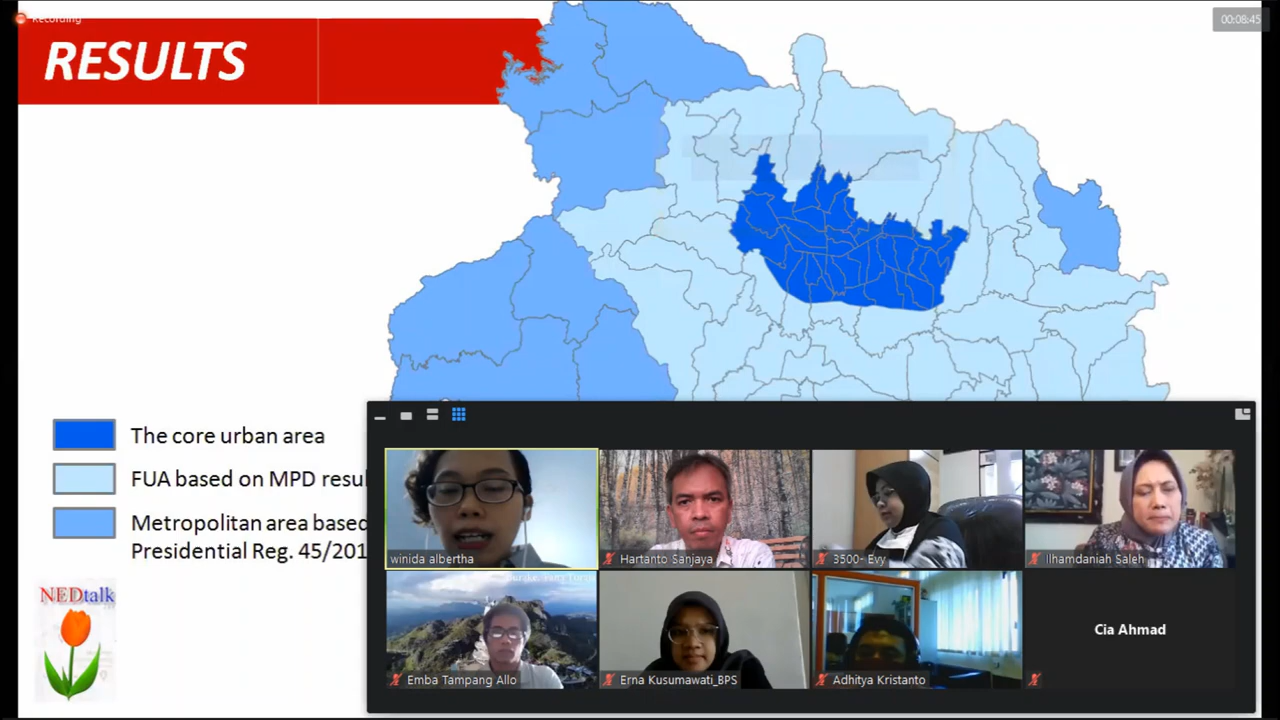 Recording
00:08:45
RESULTS
The core urban area
FUA based on MPD resul
Metropolitan area based
Presidential Reg. 45/201
NEDtalk
winida albertha
Hartanto Sanjaya
3500- Evy
Ilhamdaniah Saleh
Emba Tampang Allo
Erna Kusumawati_BPS
Adhitya Kristanto
Cia Ahmad